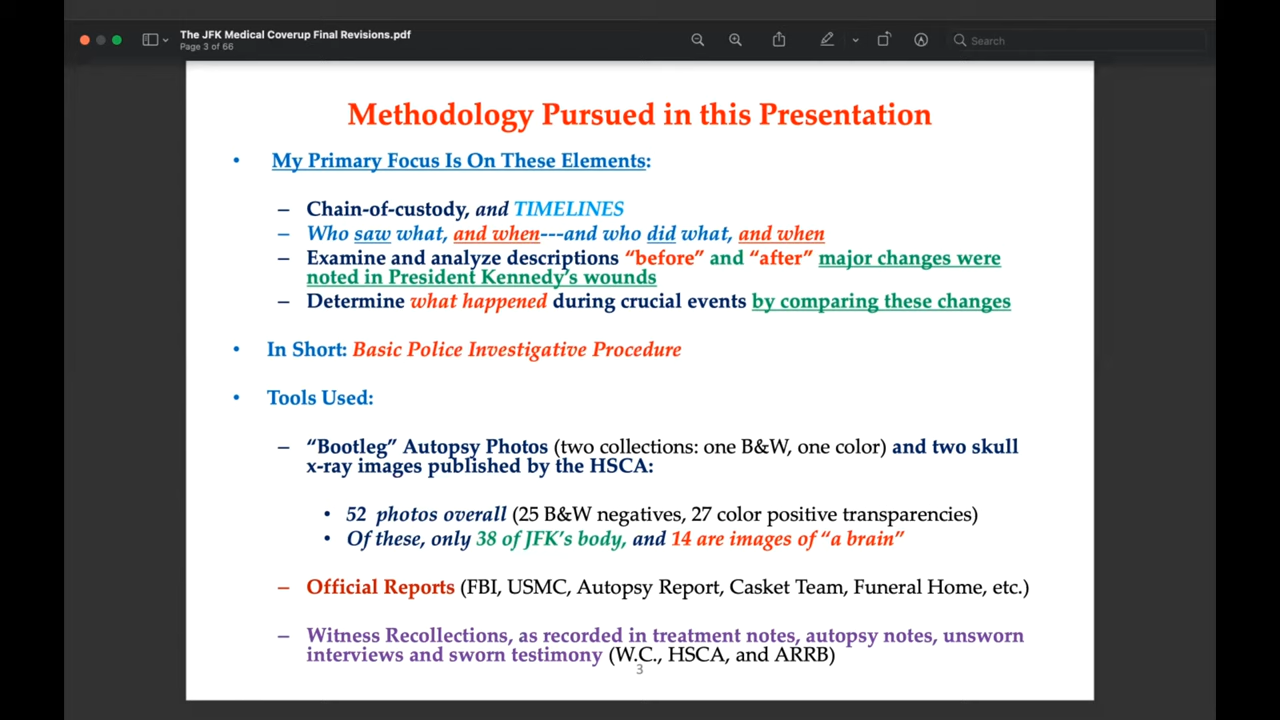 The JFK Medical Coverup Final Revisions.pdf
Page 3 of 66
Search
Methodology Pursued in this Presentation
• My Primary Focus Is On These Elements:
– Chain-of-custody, and TIMELINES
– Who saw what, and when---and who did what, and when
– Examine and analyze descriptions “before” and “after” major changes were
noted in President Kennedy’s wounds
– Determine what happened during crucial events by comparing these changes
• In Short: Basic Police Investigative Procedure
• Tools Used:
– “Bootleg” Autopsy Photos (two collections: one B&W, one color) and two skull
x-ray images published by the HSCA:
• 52 photos overall (25 B&W negatives, 27 color positive transparencies)
• Of these, only 38 of JFK’s body, and 14 are images of “a brain”
– Official Reports (FBI, USMC, Autopsy Report, Casket Team, Funeral Home, etc.)
– Witness Recollections, as recorded in treatment notes, autopsy notes, unsworn
interviews and sworn testimony (W.C., HSCA, and ARRB)
3